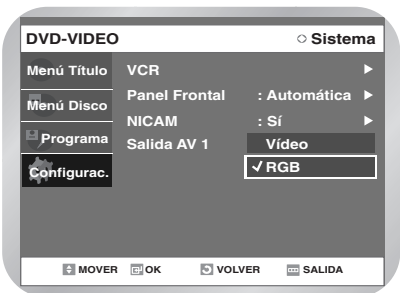 DVD-VIDEO Sistema
Menú Título VCR
Menú Disco Panel Frontal : Automática
NICAM : Sí
Programa Salida AV 1 Vídeo
Configurac. RGB
MOVER OK VOLVER SALIDA